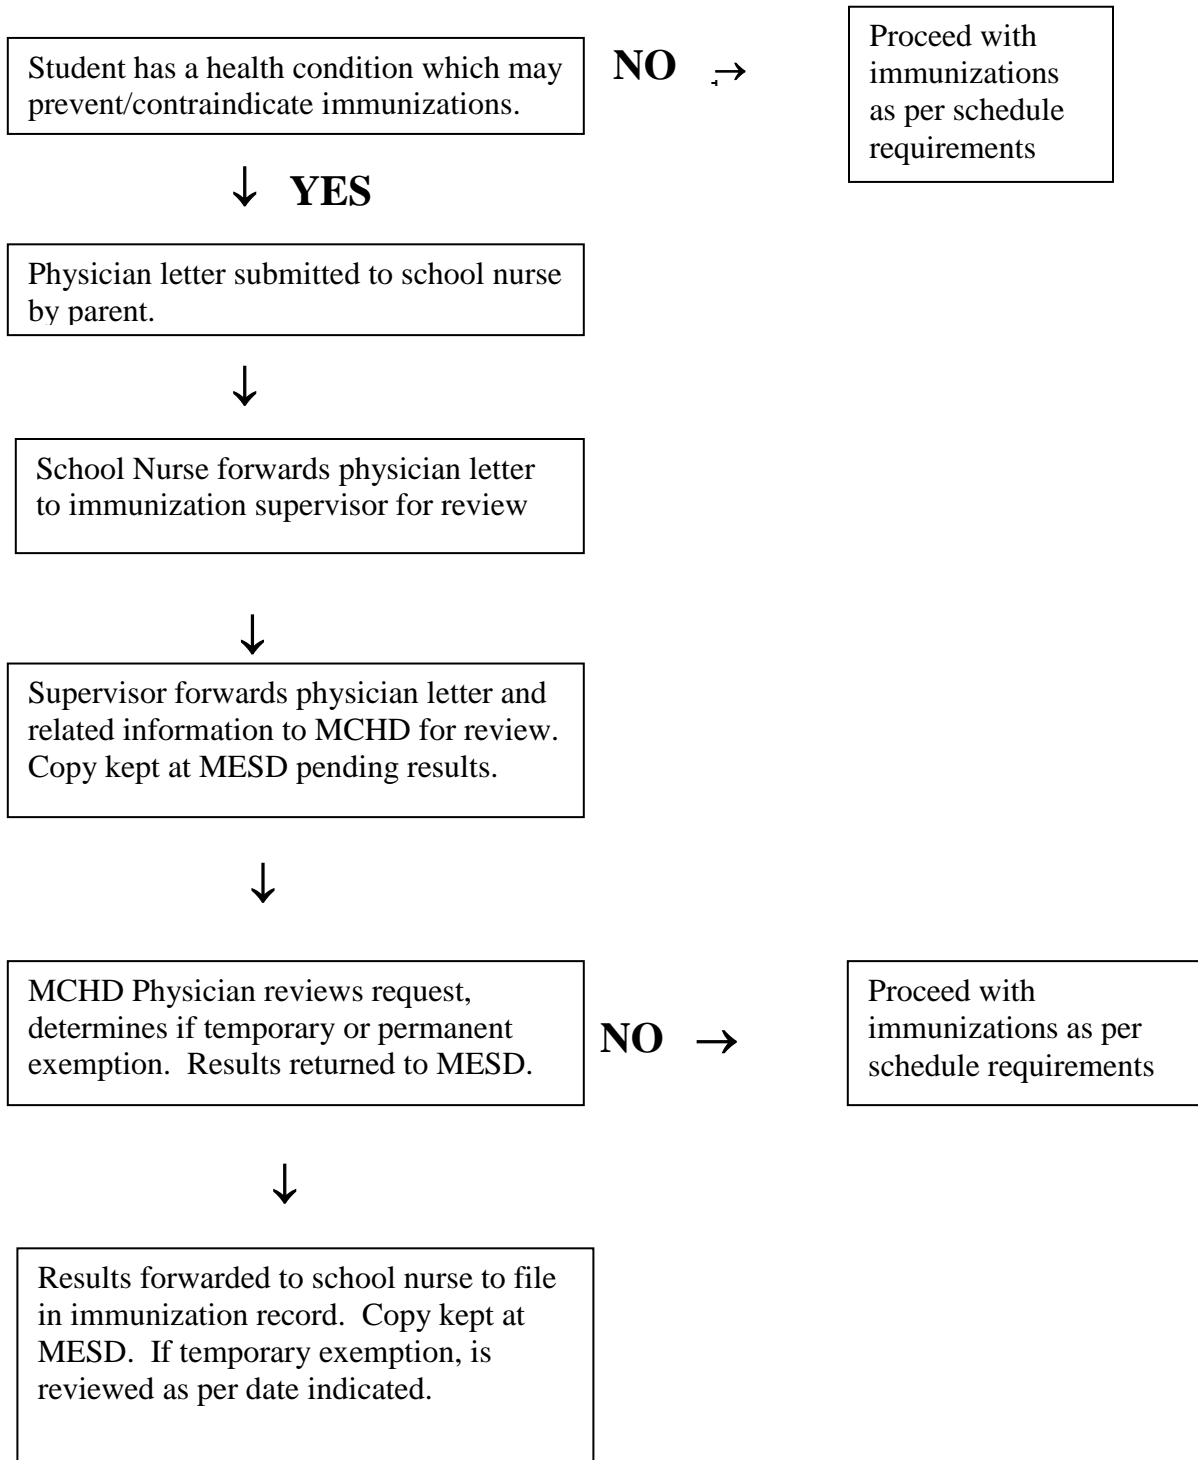 Student has a health condition which may
prevent/contraindicate immunizations.
NO →
Proceed with
immunizations
as per schedule
requirements
↓ YES
Physician letter submitted to school nurse
by parent.
↓
School Nurse forwards physician letter
to immunization supervisor for review
↓
Supervisor forwards physician letter and
related information to MCHD for review.
Copy kept at MESD pending results.
↓
MCHD Physician reviews request,
determines if temporary or permanent
exemption.  Results returned to MESD.
NO →
Proceed with
immunizations as per
schedule requirements
↓
Results forwarded to school nurse to file
in immunization record.  Copy kept at
MESD.  If temporary exemption, is
reviewed as per date indicated.